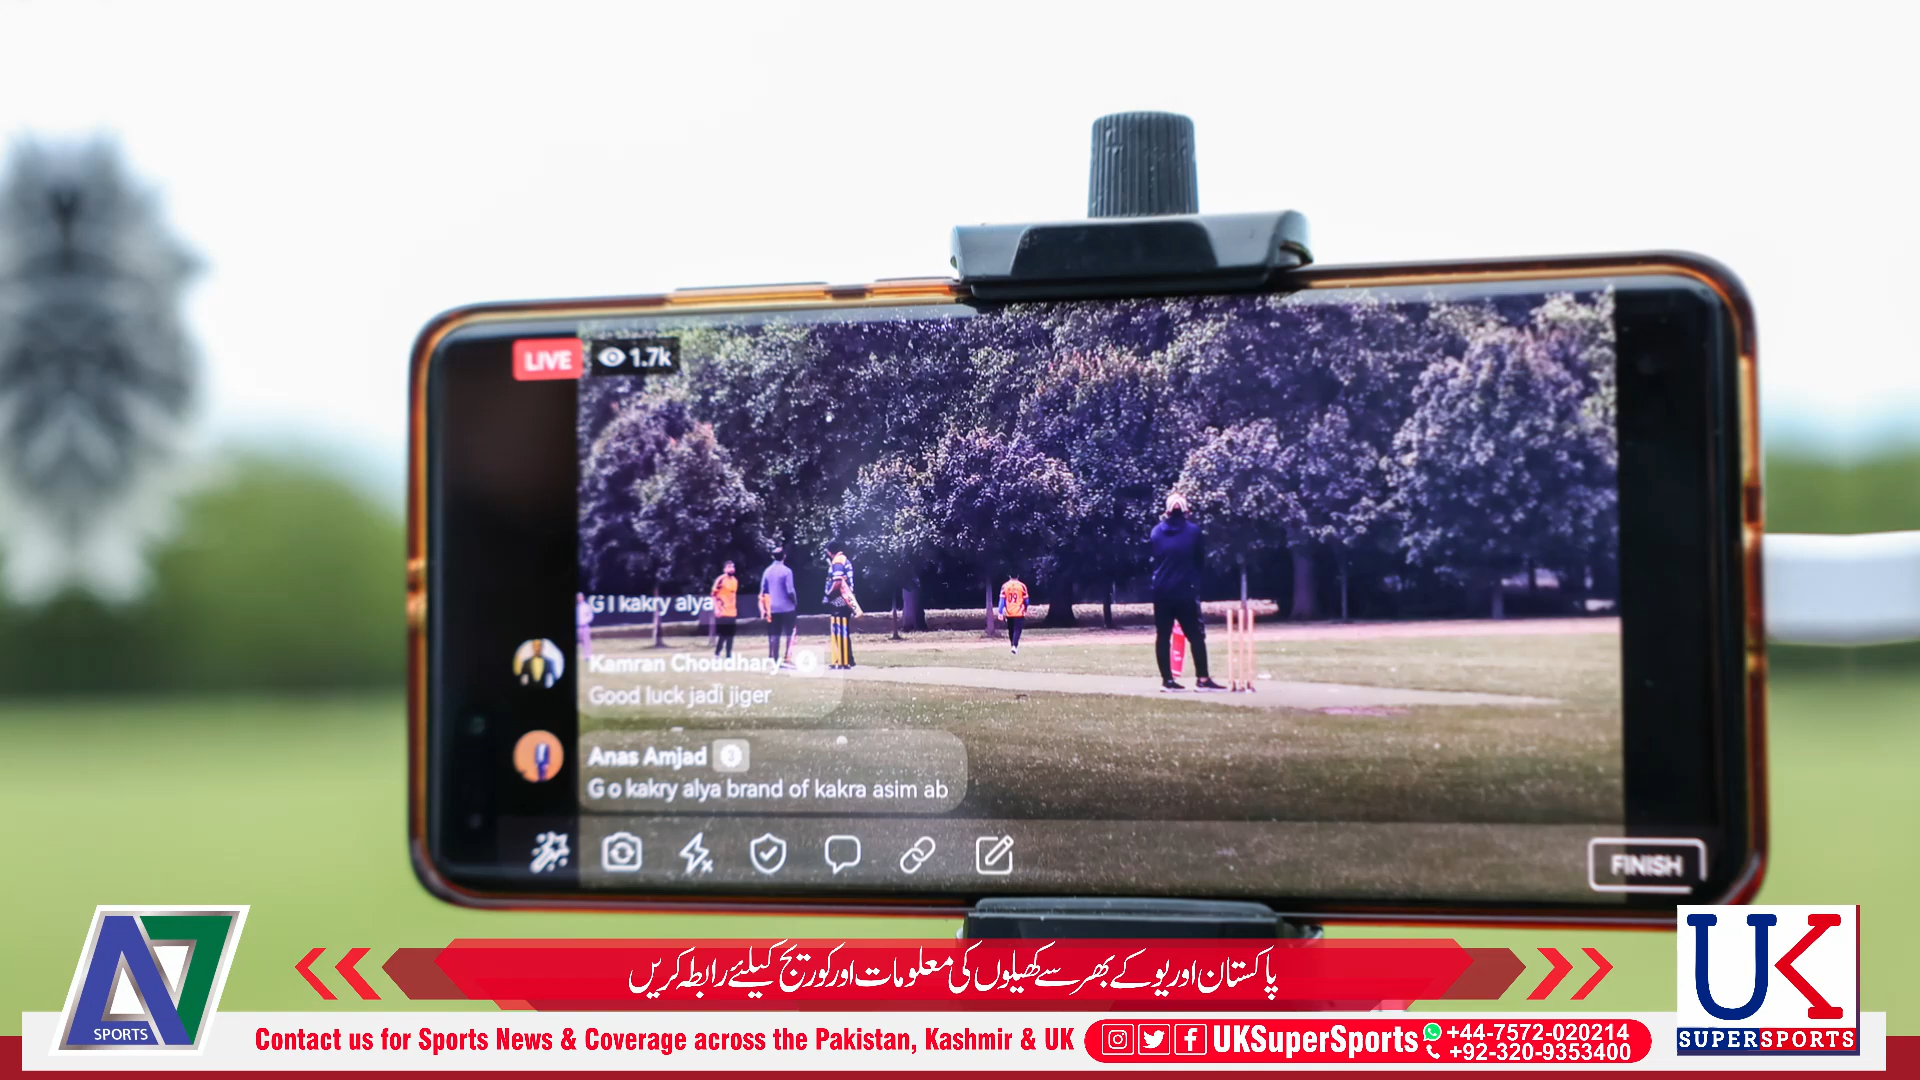 LIVE
1.7k
G l kakry alya
Kamran Choudhary
Good luck jadi jiger
Anas Amjad 3
G o kakry alya brand of kakra asim ab
FINISH
09
پاکستان اور یو کے بھر سے کھیلوں کی معلومات اور کوریج کیلئے رابطہ کریں
SPORTS
Contact us for Sports News & Coverage across the Pakistan, Kashmir & UK
UKSuperSports
+44-7572-020214
+92-320-9353400
UK
SUPERSPORTS